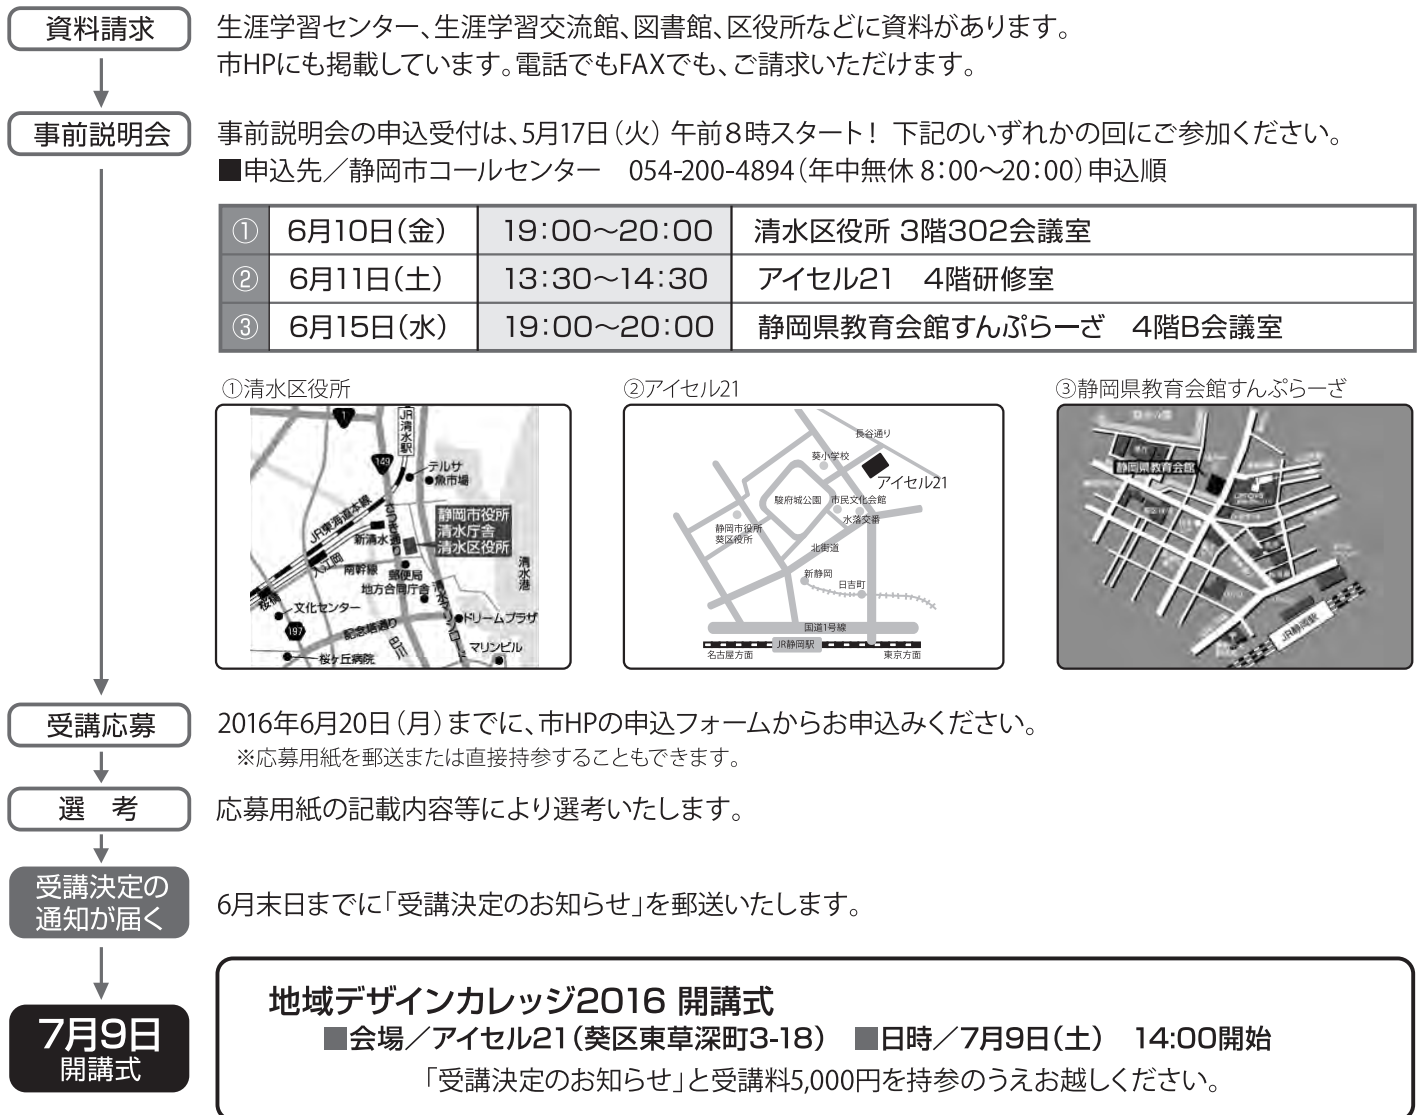 資料請求
生涯学習センター、生涯学習交流館、図書館、区役所などに資料があります。
市HPにも掲載しています。電話でもFAXでも、ご請求いただけます。
事前説明会
事前説明会の申込受付は、5月17日(火) 午前8時スタート! 下記のいずれかの回にご参加ください。
■申込先/静岡市コールセンター 054-200-4894(年中無休 8:00〜20:00)申込順
① 6月10日(金) 19:00〜20:00 清水区役所 3階302会議室
② 6月11日(土) 13:30〜14:30 アイセル21 4階研修室
③ 6月15日(水) 19:00〜20:00 静岡県教育会館すんぷらーざ 4階B会議室
①清水区役所
1
JR清水駅
149
テルサ
魚市場
JR東海道本線
静岡市役所
清水庁舎
清水区役所
新清水
入江岡
南幹線
郵便局
地方合同庁舎
清水港
桜橋
文化センター
197
記念塔通り
巴川
ドリームプラザ
マリンビル
桜ヶ丘病院
②アイセル21
長谷通り
葵小学校
アイセル21
駿府城公園
市民文化会館
水落交番
静岡市役所
葵区役所
北街道
新静岡
日吉町
国道1号線
JR静岡駅
名古屋方面
東京方面
③静岡県教育会館すんぷらーざ
静岡県教育会館
JR静岡駅
受講応募
2016年6月20日(月)までに、市HPの申込フォームからお申込みください。
※応募用紙を郵送または直接持参することもできます。
選 考
応募用紙の記載内容等により選考いたします。
受講決定の
通知が届く
6月末日までに「受講決定のお知らせ」を郵送いたします。
7月9日
開講式
地域デザインカレッジ2016 開講式
■会場/アイセル21(葵区東草深町3-18) ■日時/7月9日(土) 14:00開始
「受講決定のお知らせ」と受講料5,000円を持参のうえお越しください。